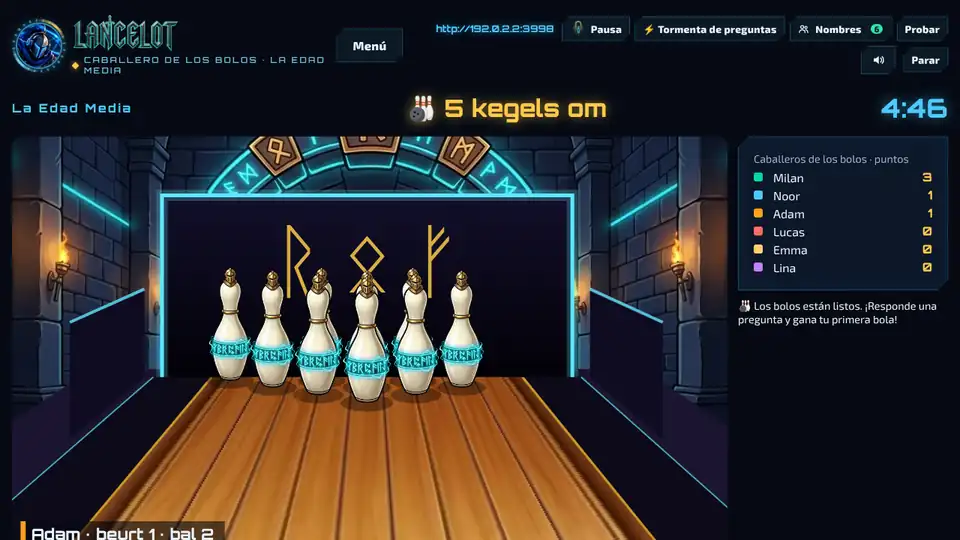 LANCELOT
CABALLERO DE LOS BOLOS · LA EDAD
MEDIA
Menú
http://192.0.2.2:3998
Pausa
⚡ Tormenta de preguntas
Nombres 6
Probar
Parar
La Edad Media
🎳 5 kegels om
4:46
Caballeros de los bolos · puntos
Milan 3
Noor 1
Adam 1
Lucas 0
Emma 0
Lina 0
🎳 Los bolos están listos. ¡Responde una
pregunta y gana tu primera bola!
ᚱ ᛟ ᚠ
Adam · beurt 1 · bal 2